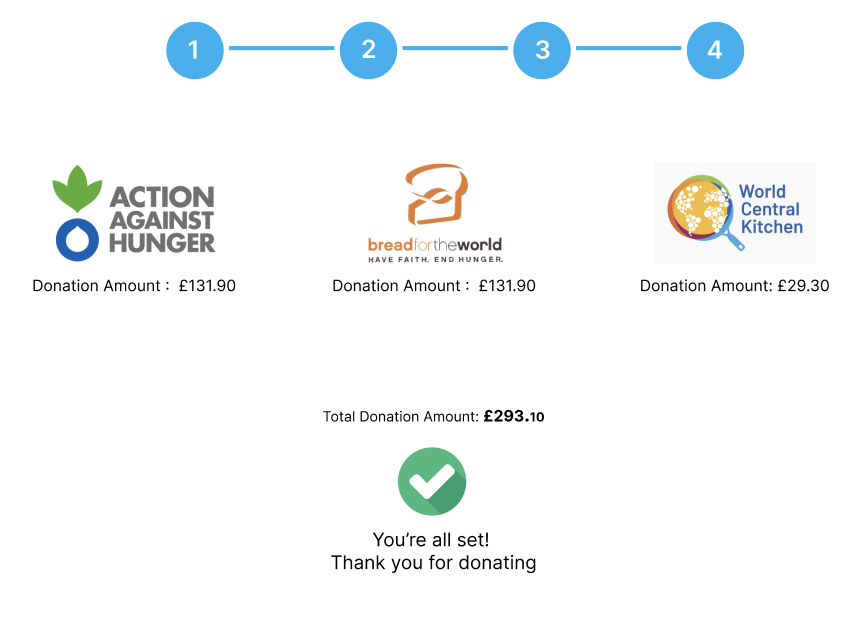 1 2 3 4
ACTION
AGAINST
HUNGER
breadfortheworld
HAVE FAITH. END HUNGER.
World
Central
Kitchen
Donation Amount : £131.90
Donation Amount : £131.90
Donation Amount: £29.30
Total Donation Amount: £293.10
You’re all set!
Thank you for donating